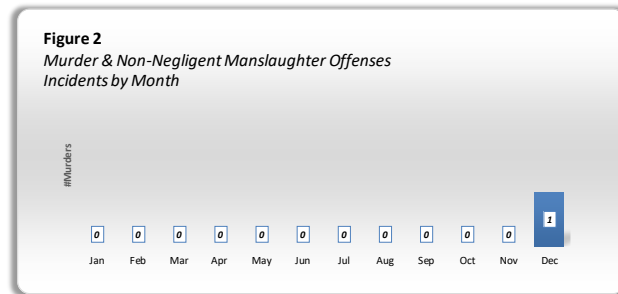 Figure 2
Murder & Non-Negligent Manslaughter Offenses
Incidents by Month
#Murders
0 0 0 0 0 0 0 0 0 0 0 1
Jan Feb Mar Apr May Jun Jul Aug Sep Oct Nov Dec